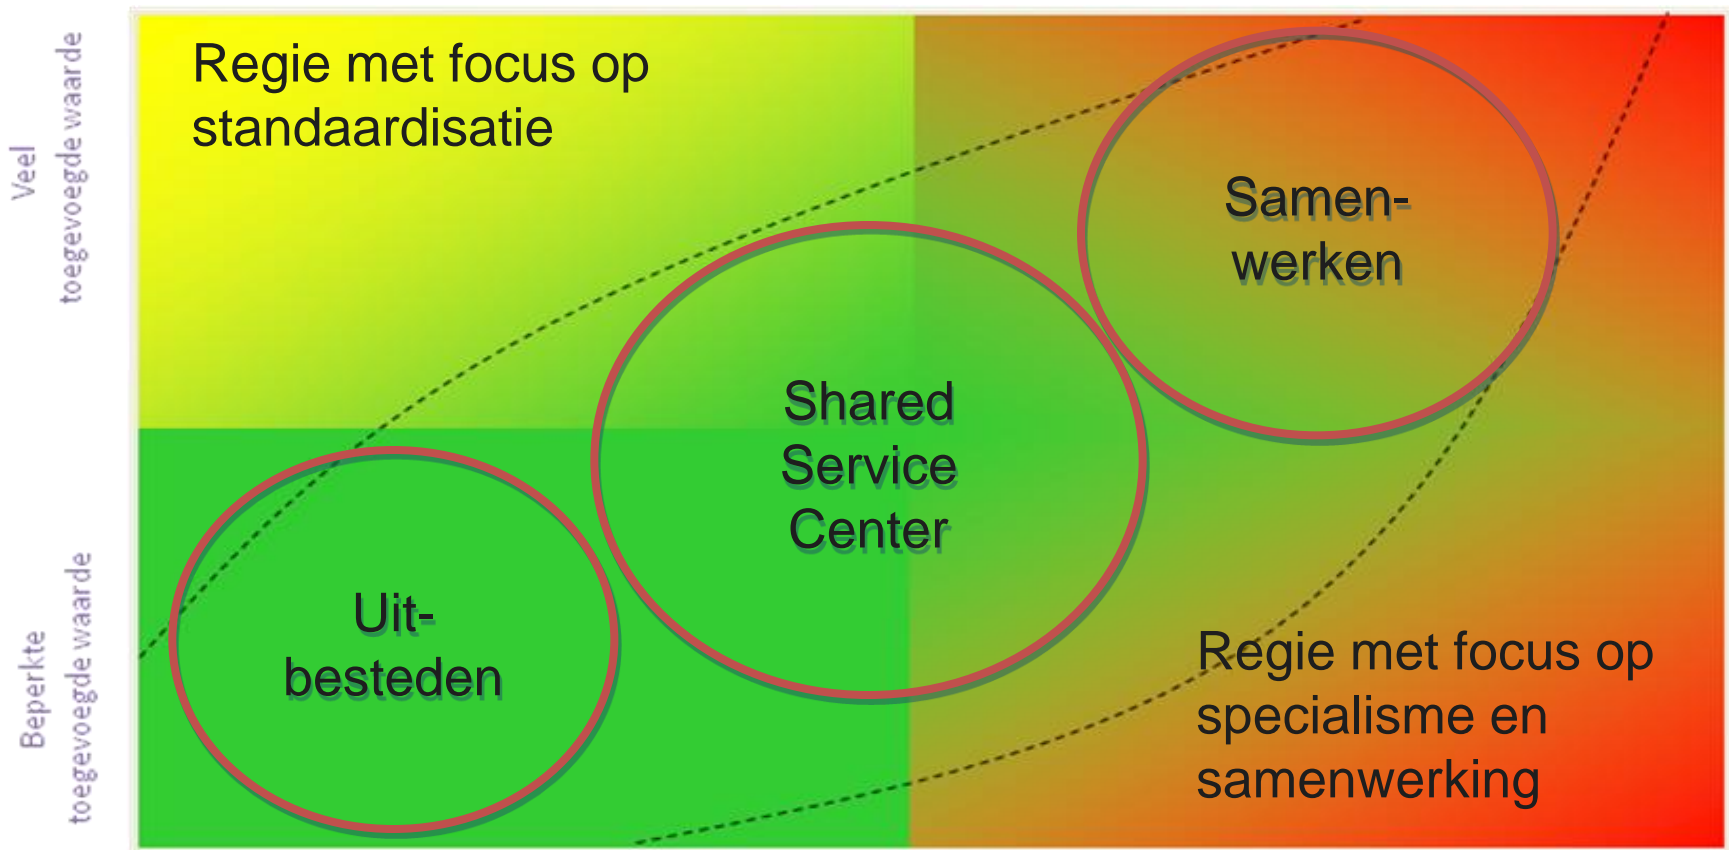 Veel
toegevoegde waarde
Beperkte
toegevoegde waarde
Regie met focus op
standaardisatie
Samen-
werken
Shared
Service
Center
Uit-
besteden
Regie met focus op
specialisme en
samenwerking